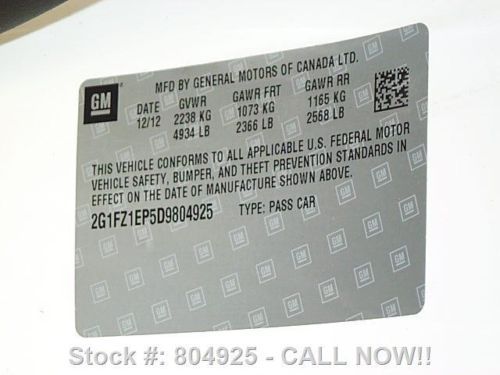 GM
MFD BY GENERAL MOTORS OF CANADA LTD.
DATE GVWR GAWR FRT GAWR RR
12/12 2238 KG 1073 KG 1165 KG
4934 LB 2366 LB 2568 LB
THIS VEHICLE CONFORMS TO ALL APPLICABLE U.S. FEDERAL MOTOR
VEHICLE SAFETY, BUMPER, AND THEFT PREVENTION STANDARDS IN
EFFECT ON THE DATE OF MANUFACTURE SHOWN ABOVE.
2G1FZ1EP5D9804925 TYPE: PASS CAR
Stock #: 804925 - CALL NOW!!